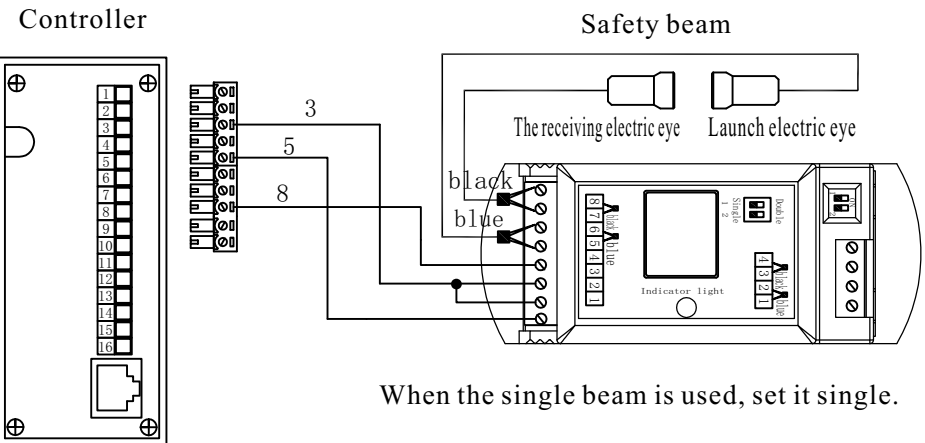 Controller
Safety beam
1
2
3
4
5
6
7
8
9
10
11
12
13
14
15
16
3
5
8
The receiving electric eye
Launch electric eye
black
blue
8
7
6
5
4
3
2
1
black
blue
Single
1 2
Double
4
3
2
1
black
blue
Indicator light
ON
1 2
When the single beam is used, set it single.